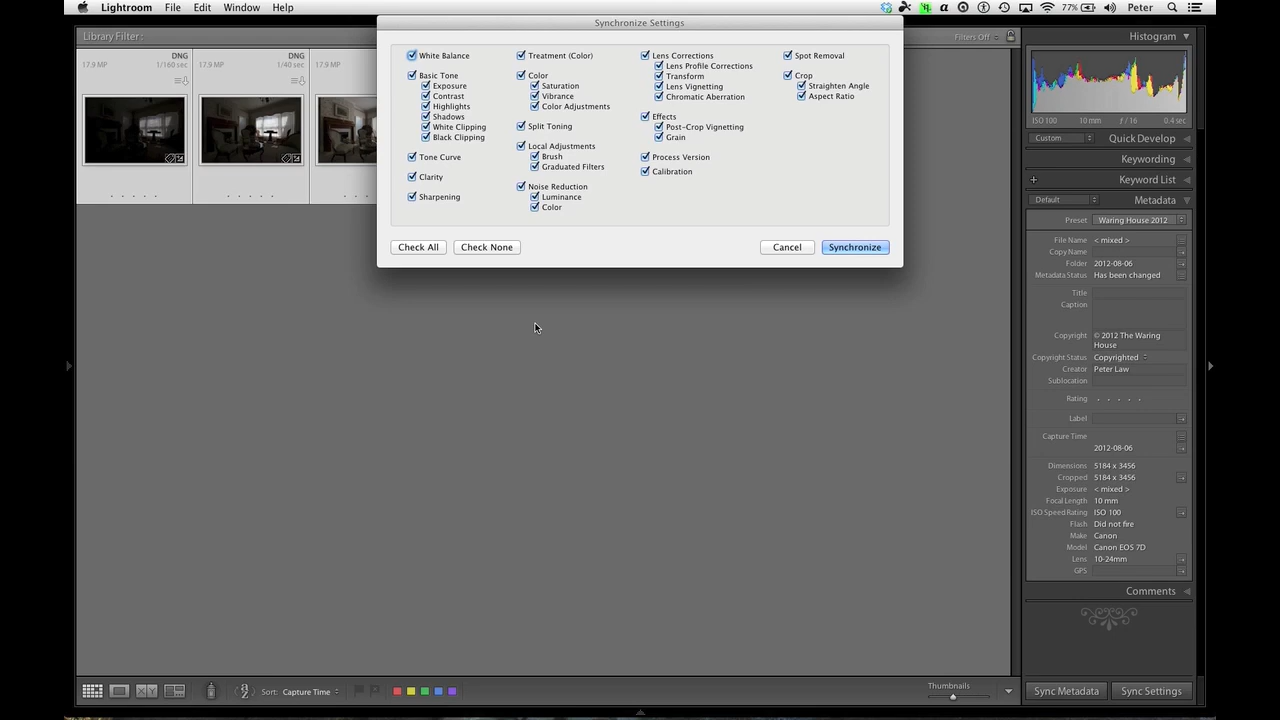 Lightroom File Edit Window Help
77% Peter
Synchronize Settings
Library Filter :
Filters Off
DNG
17.9 MP 1/160 sec
DNG
17.9 MP 1/40 sec
17.9 MP
White Balance
Basic Tone
Exposure
Contrast
Highlights
Shadows
White Clipping
Black Clipping
Tone Curve
Clarity
Sharpening
Treatment (Color)
Color
Saturation
Vibrance
Color Adjustments
Split Toning
Local Adjustments
Brush
Graduated Filters
Noise Reduction
Luminance
Color
Lens Corrections
Lens Profile Corrections
Transform
Lens Vignetting
Chromatic Aberration
Effects
Post-Crop Vignetting
Grain
Process Version
Calibration
Spot Removal
Crop
Straighten Angle
Aspect Ratio
Check All Check None Cancel Synchronize
Histogram
ISO 100 10 mm f / 7.16 0.4 sec
Custom Quick Develop
Keywording
+ Keyword List
Default Metadata
Preset Waring House 2012
File Name < mixed >
Copy Name
Folder 2012-08-06
Metadata Status Has been changed
Title
Caption
Copyright © 2012 The Waring
House
Copyright Status Copyrighted
Creator Peter Law
Sublocation
Rating
Label
Capture Time
2012-08-06
Dimensions 5184 x 3456
Cropped 5184 x 3456
Exposure < mixed >
Focal Length 10 mm
ISO Speed Rating ISO 100
Flash Did not fire
Make Canon
Model Canon EOS 7D
Lens 10-24mm
GPS
Comments
Sort: Capture Time
Thumbnails
Sync Metadata Sync Settings